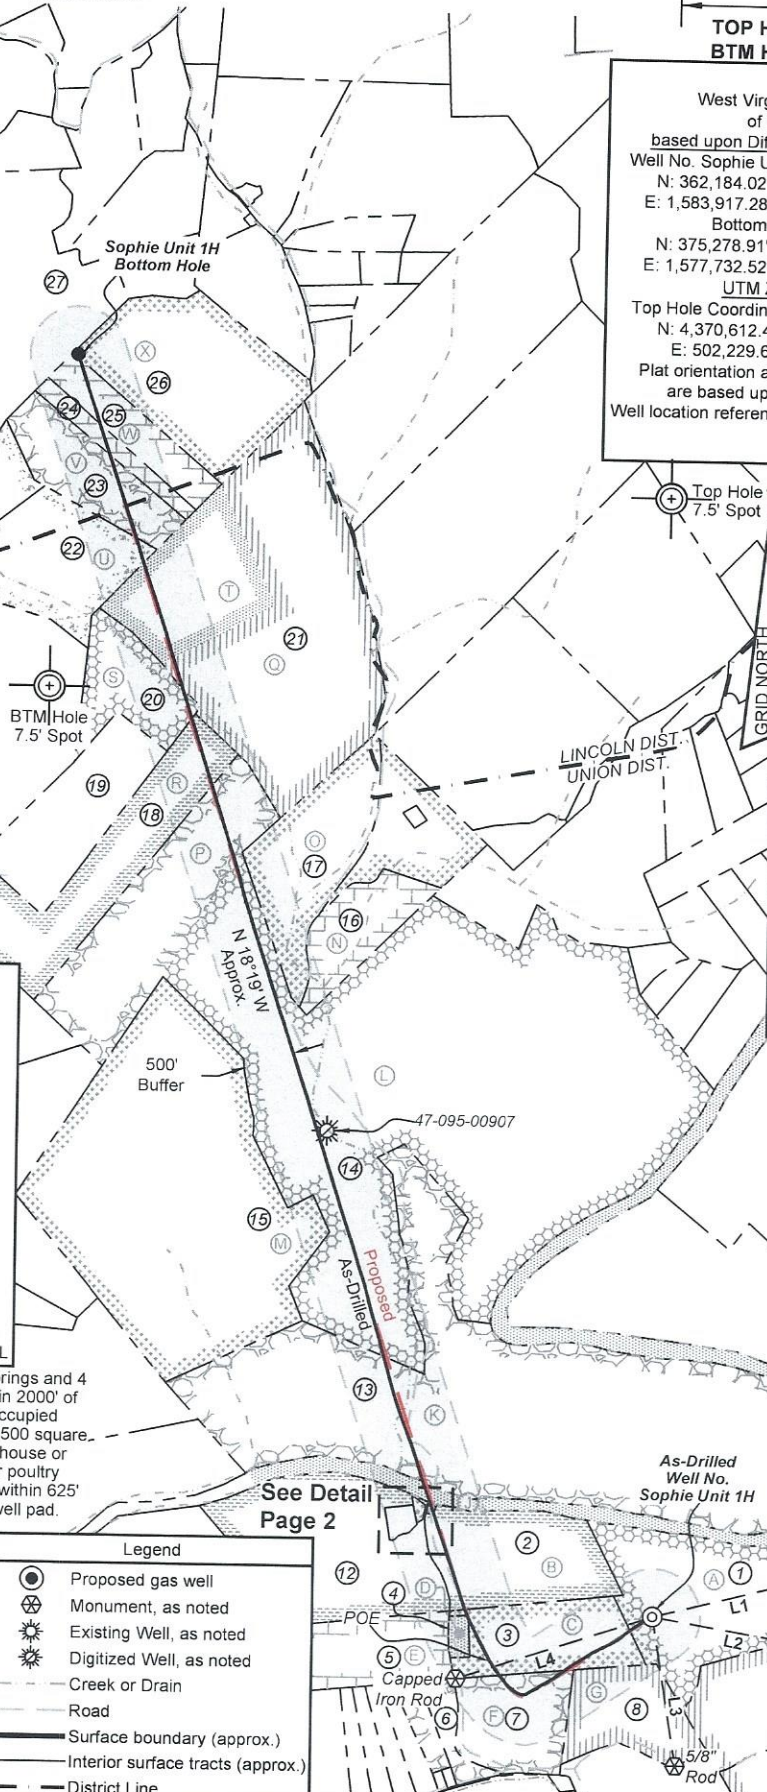 TOP H
BTM H
West Virg
of
based upon Dif
Well No. Sophie U
N: 362,184.02
E: 1,583,917.28
Bottom
N: 375,278.91'
E: 1,577,732.52
UTM
Top Hole Coordin
N: 4,370,612.4
E: 502,229.6
Plat orientation a
are based up
Well location referen
Sophie Unit 1H
Bottom Hole
27
X
26
24
25
W
V
23
Top Hole
7.5' Spot
22
U
T
21
Q
GRID NORTH
S
20
BTM Hole
7.5' Spot
LINCOLN DIST.
UNION DIST.
19
R
18
O
17
P
16
N
N 18°19' W
Approx.
500'
Buffer
L
47-095-00907
14
15
M
Proposed
As-Drilled
L
rings and 4
in 2000' of
ccupied
500 square
house or
r poultry
within 625'
well pad.
13
K
As-Drilled
Well No.
Sophie Unit 1H
See Detail
Page 2
2
B
1
A
12
D
4
L1
POE
3
C
L2
5
E
L4
Capped
Iron Rod
G
L3
6
F
7
8
5/8"
Rod
Legend
Proposed gas well
Monument, as noted
Existing Well, as noted
Digitized Well, as noted
Creek or Drain
Road
Surface boundary (approx.)
Interior surface tracts (approx.)
District Line